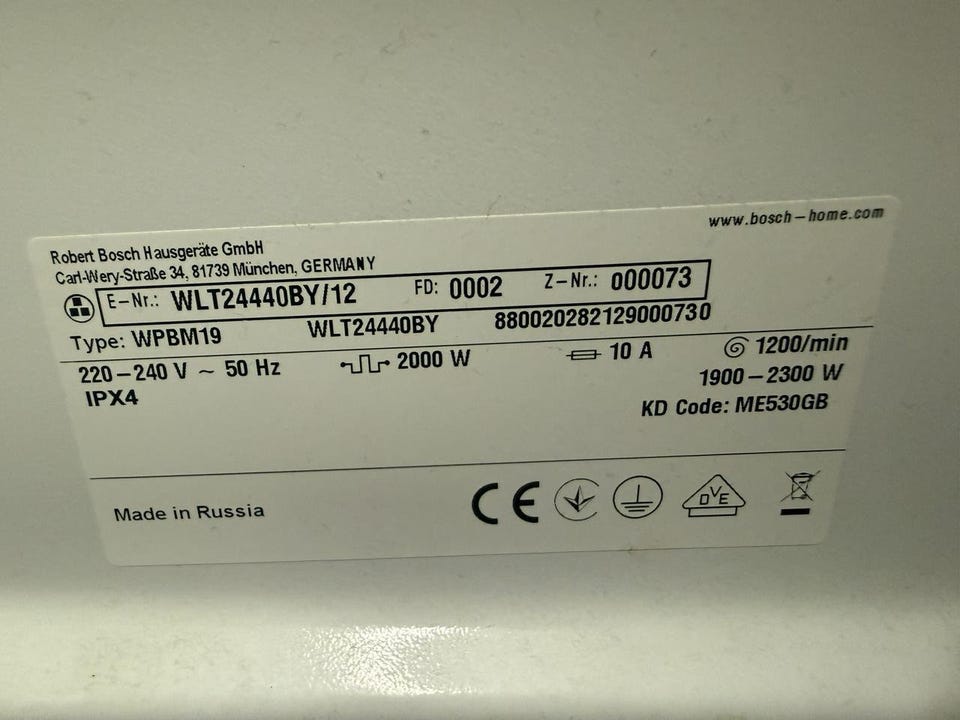 www.bosch-home.com
Robert Bosch Hausgeräte GmbH
Carl-Wery-Straße 34, 81739 München, GERMANY
E-Nr.: WLT24440BY/12 FD: 0002 Z-Nr.: 000073
Type: WPBM19 WLT24440BY 880020282129000730
220-240 V ~ 50 Hz 2000 W 10 A 1200/min
IPX4 1900-2300 W
KD Code: ME530GB
Made in Russia CE DVE